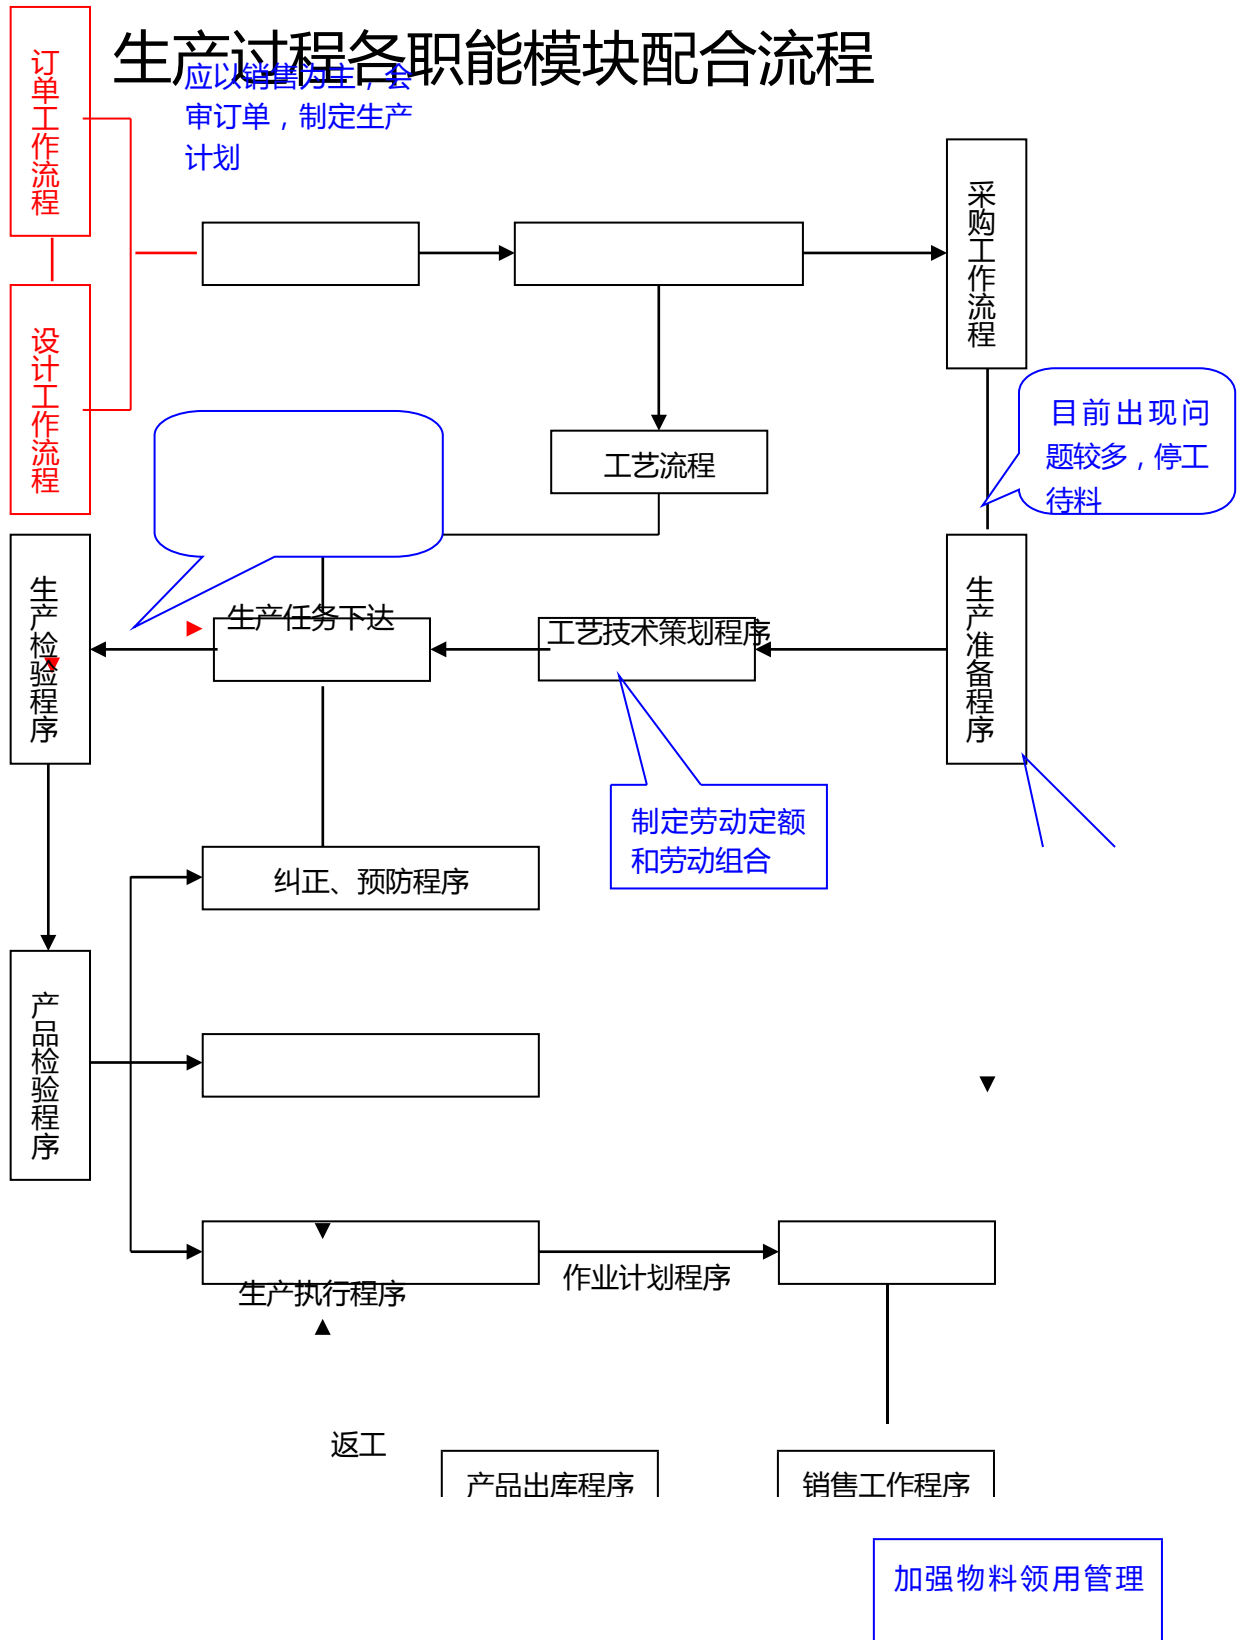 生产过程各职能模块配合流程
订单工作流程
应以销售为主，会
审订单，制定生产
计划
采购工作流程
设计工作流程
目前出现问
题较多，停工
待料
工艺流程
生产检验程序
生产任务下达
工艺技术策划程序
生产准备程序
制定劳动定额
和劳动组合
纠正、预防程序
产品检验程序
作业计划程序
生产执行程序
返工
产品出库程序
销售工作程序
加强物料领用管理